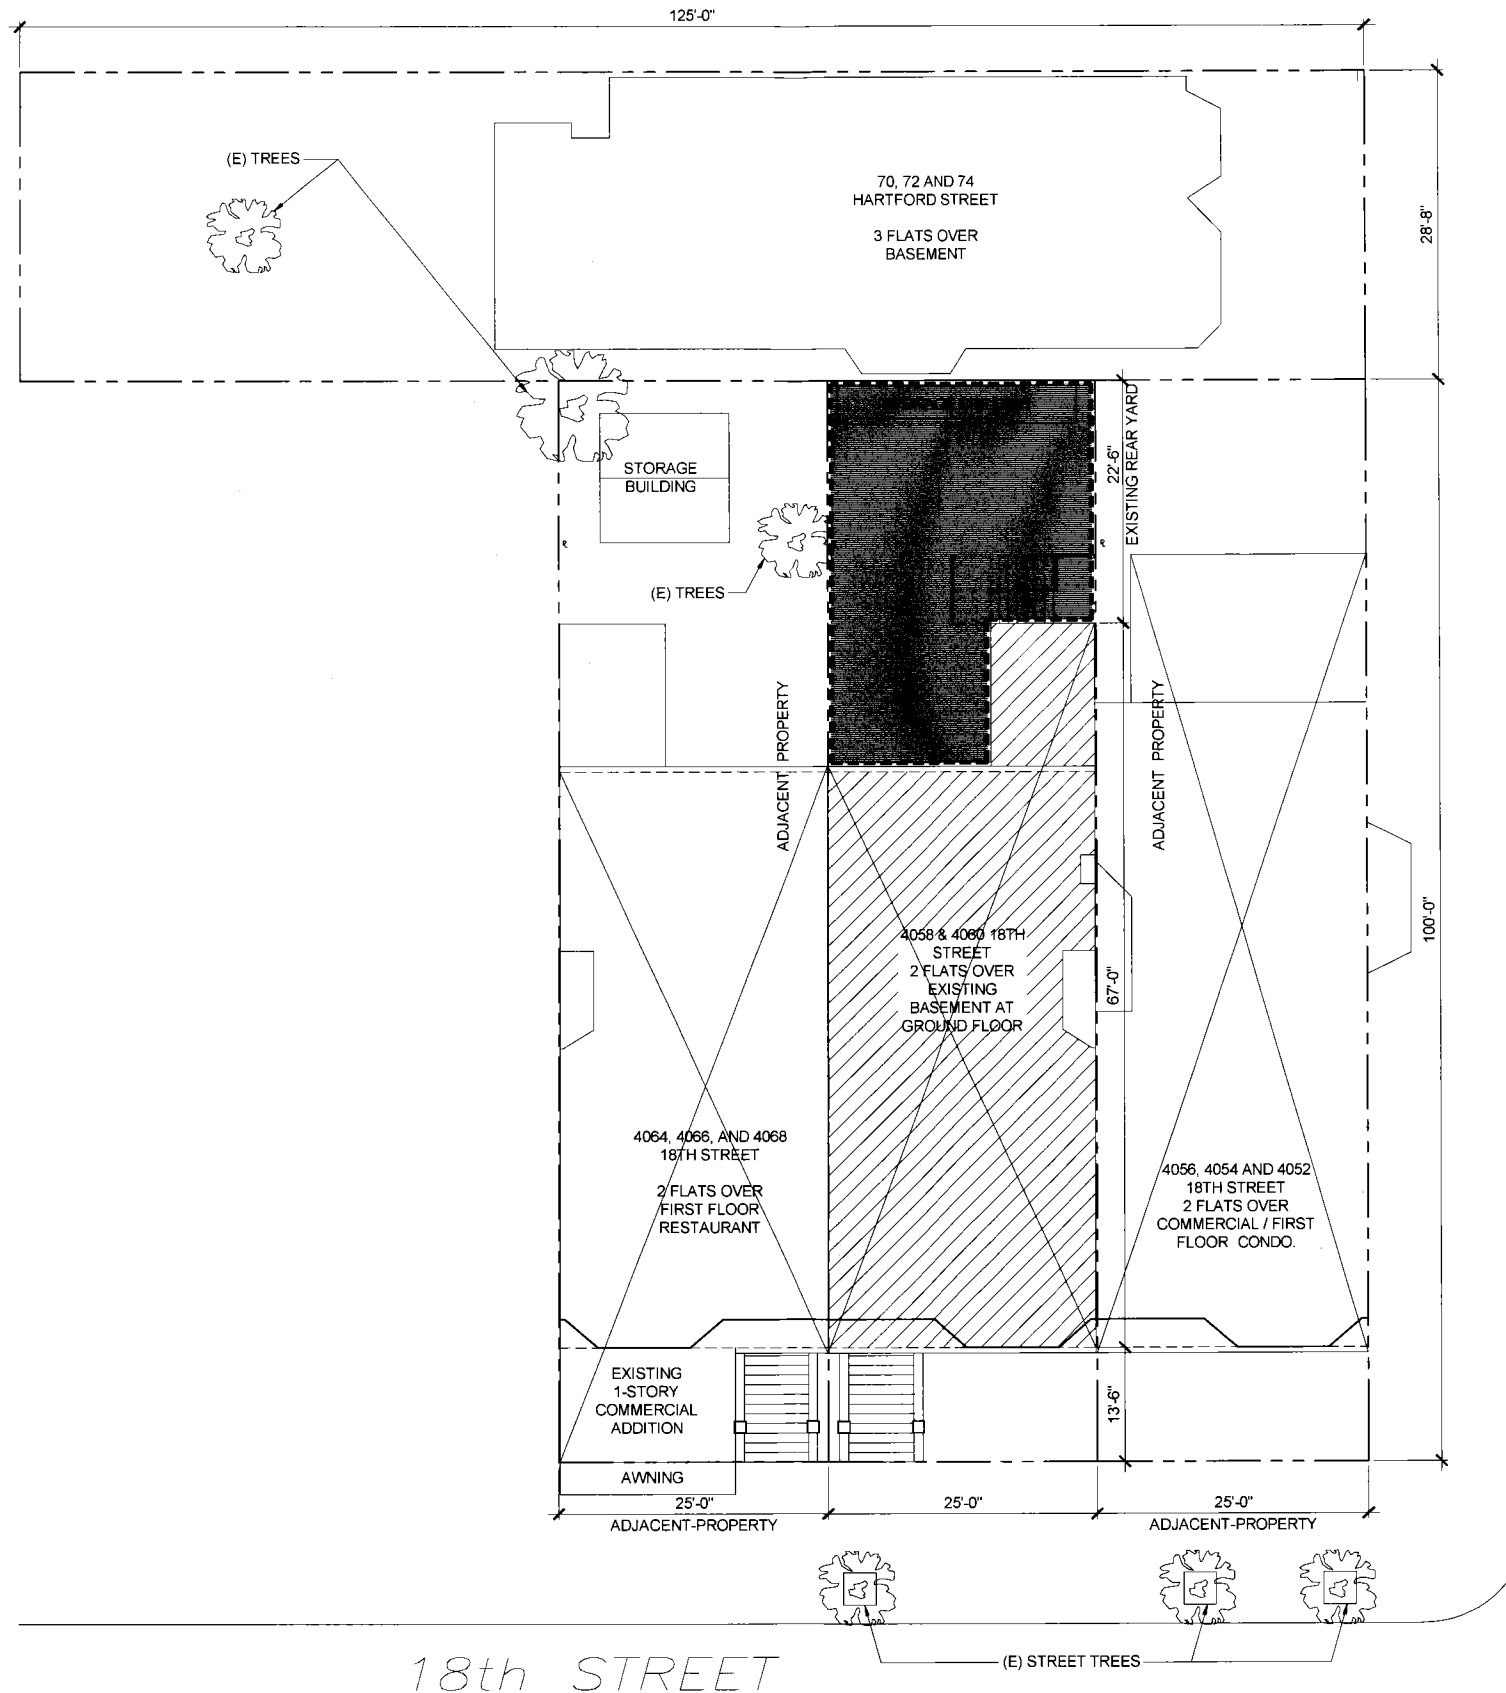 125'-0"
(E) TREES
70, 72 AND 74
HARTFORD STREET
3 FLATS OVER
BASEMENT
28'-8"
STORAGE
BUILDING
22'-6"
EXISTING REAR YARD
(E) TREES
ADJACENT PROPERTY
ADJACENT PROPERTY
4058 & 4060 18TH
STREET
2 FLATS OVER
EXISTING
BASEMENT AT
GROUND FLOOR
67'-0"
100'-0"
4064, 4066, AND 4068
18TH STREET
2 FLATS OVER
FIRST FLOOR
RESTAURANT
4056, 4054 AND 4052
18TH STREET
2 FLATS OVER
COMMERCIAL / FIRST
FLOOR CONDO.
EXISTING
1-STORY
COMMERCIAL
ADDITION
13'-6"
AWNING
25'-0"
25'-0"
25'-0"
ADJACENT-PROPERTY
ADJACENT-PROPERTY
(E) STREET TREES
18th STREET